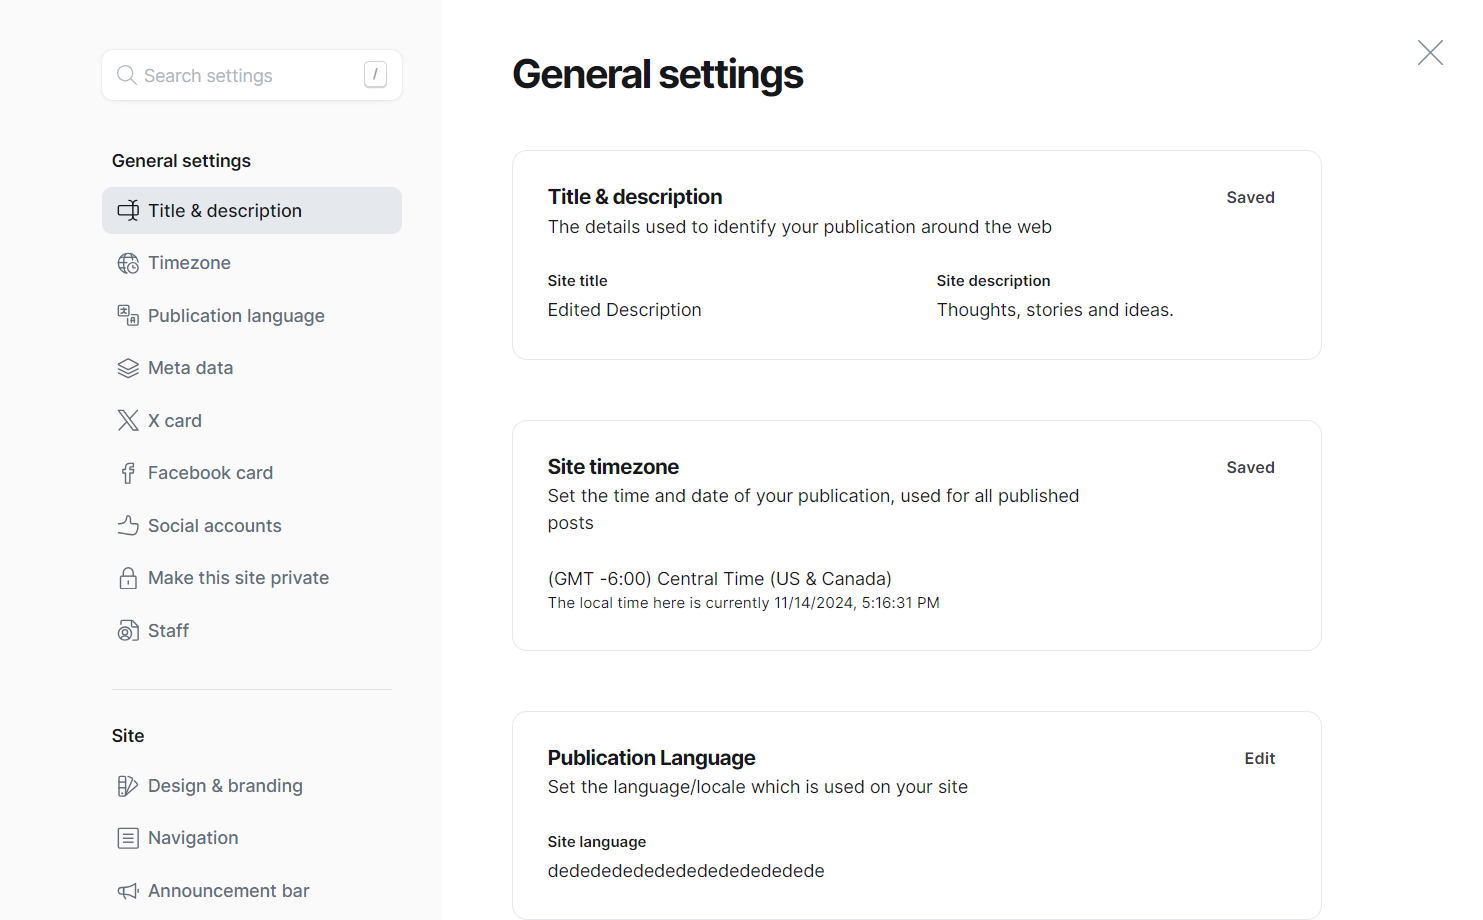 Search settings
/
General settings
Title & description
Timezone
Publication language
Meta data
X card
Facebook card
Social accounts
Make this site private
Staff
Site
Design & branding
Navigation
Announcement bar
General settings
Title & description
Saved
The details used to identify your publication around the web
Site title
Site description
Edited Description
Thoughts, stories and ideas.
Site timezone
Saved
Set the time and date of your publication, used for all published
posts
(GMT -6:00) Central Time (US & Canada)
The local time here is currently 11/14/2024, 5:16:31 PM
Publication Language
Edit
Set the language/locale which is used on your site
Site language
dededededededededededede